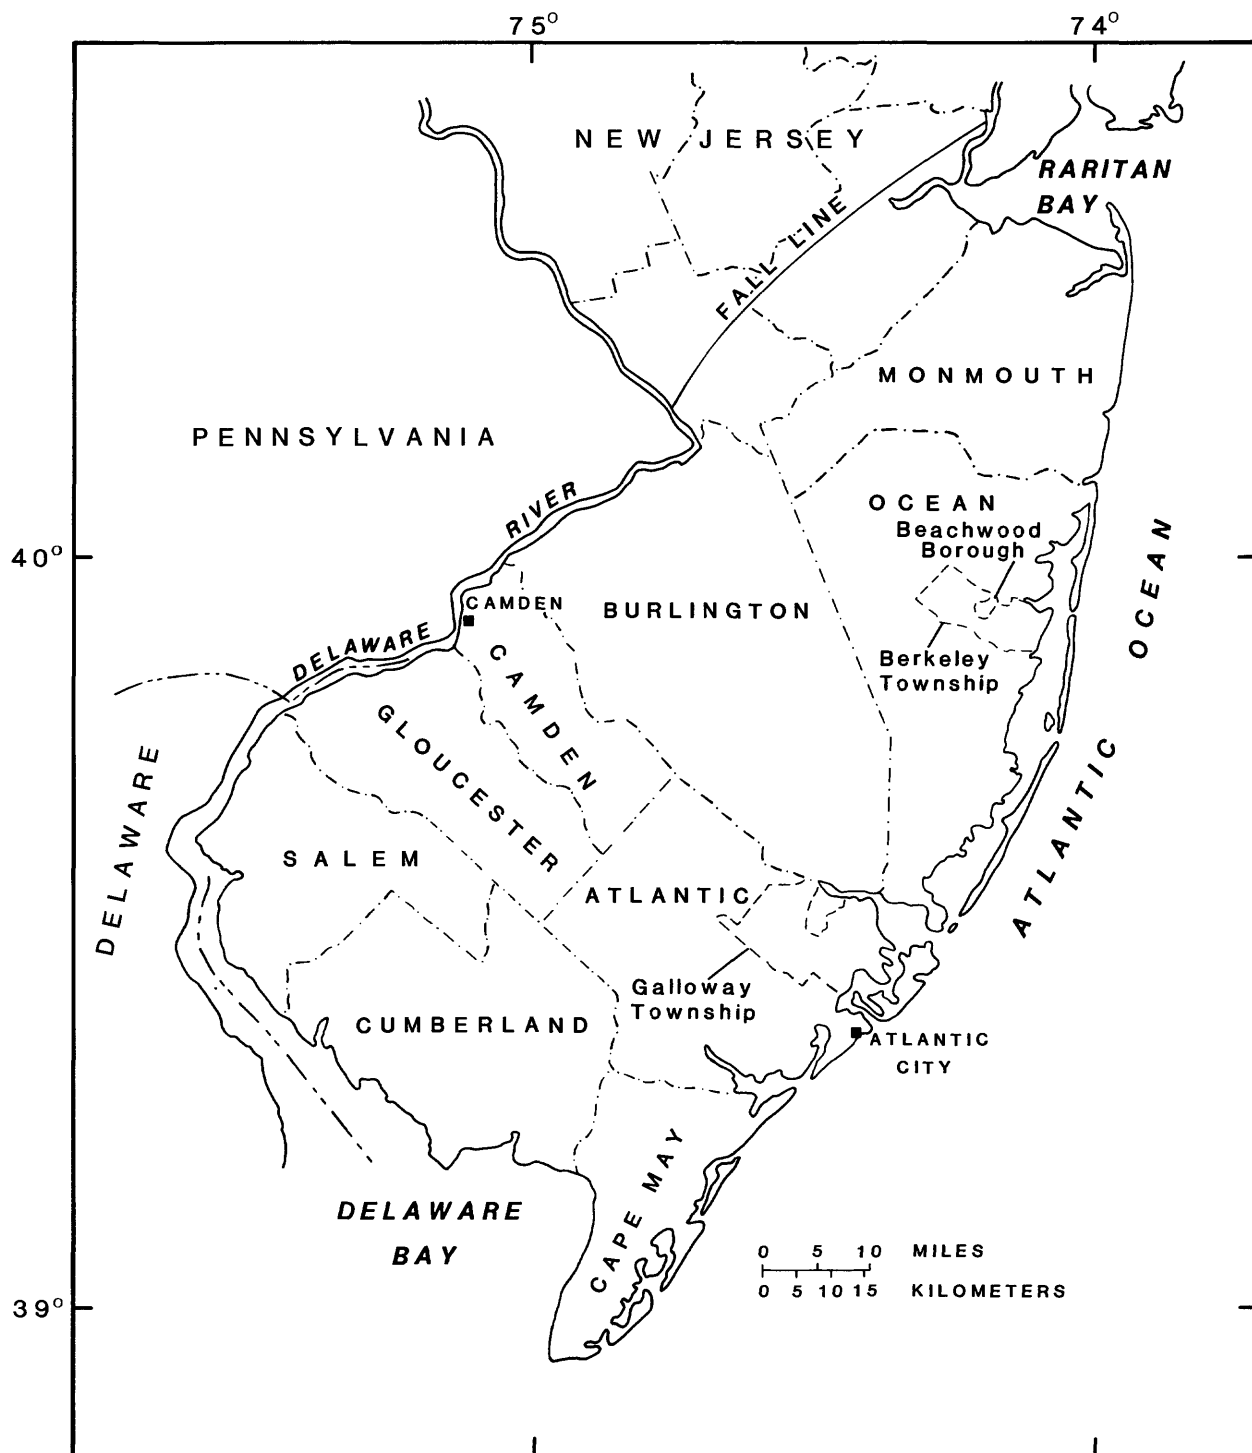 75°
74°
NEW JERSEY
RARITAN
BAY
FALL LINE
MONMOUTH
PENNSYLVANIA
OCEAN
RIVER
Beachwood
Borough
40°
OCEAN
CAMDEN
BURLINGTON
DELAWARE
CAMDEN
Berkeley
Township
GLOUCESTER
DELAWARE
ATLANTIC
SALEM
ATLANTIC
Galloway
Township
CUMBERLAND
ATLANTIC
CITY
CAPE MAY
DELAWARE
BAY
0 5 10 MILES
0 5 10 15 KILOMETERS
39°